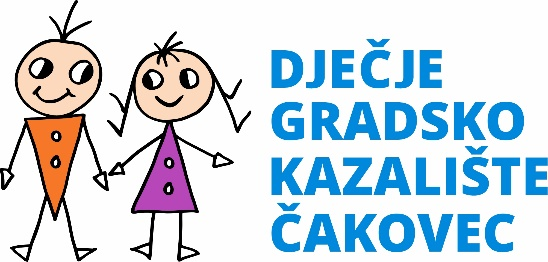 DJEČJE
GRADSKO
KAZALIŠTE
ČAKOVEC